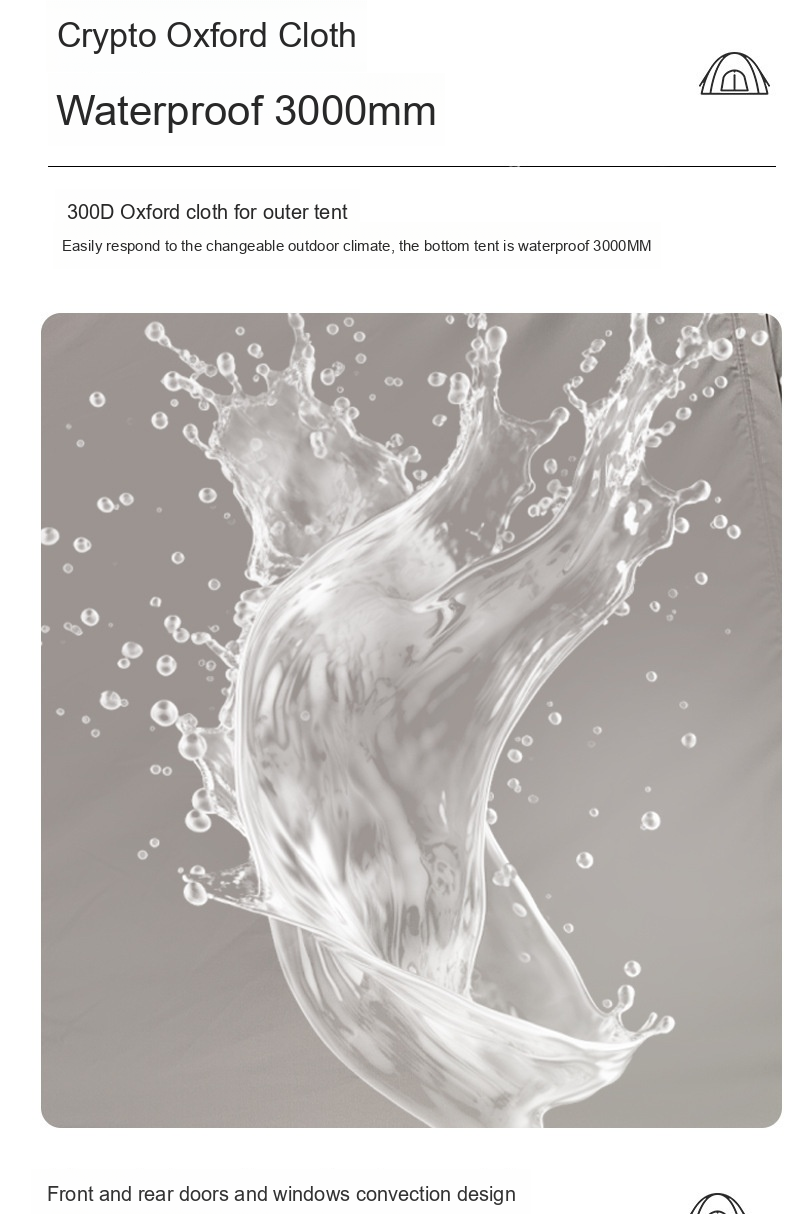 Crypto Oxford Cloth
Waterproof 3000mm
300D Oxford cloth for outer tent
Easily respond to the changeable outdoor climate, the bottom tent is waterproof 3000MM
Front and rear doors and windows convection design